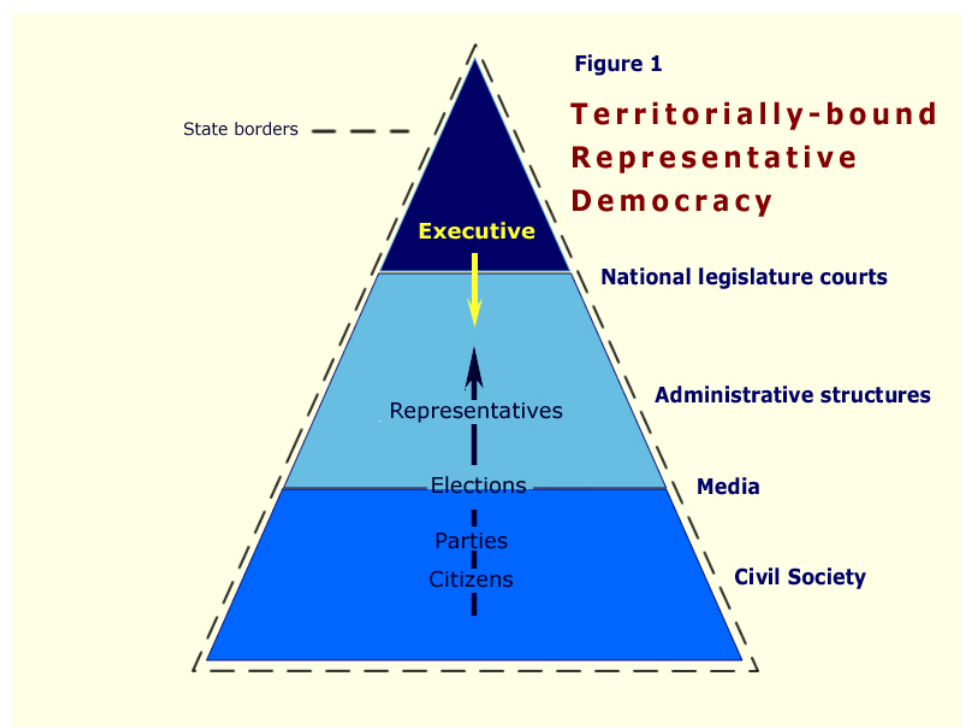 Figure 1
Territorially-bound
Representative
Democracy
State borders
Executive
National legislature courts
Administrative structures
Representatives
Elections
Media
Parties
Citizens
Civil Society